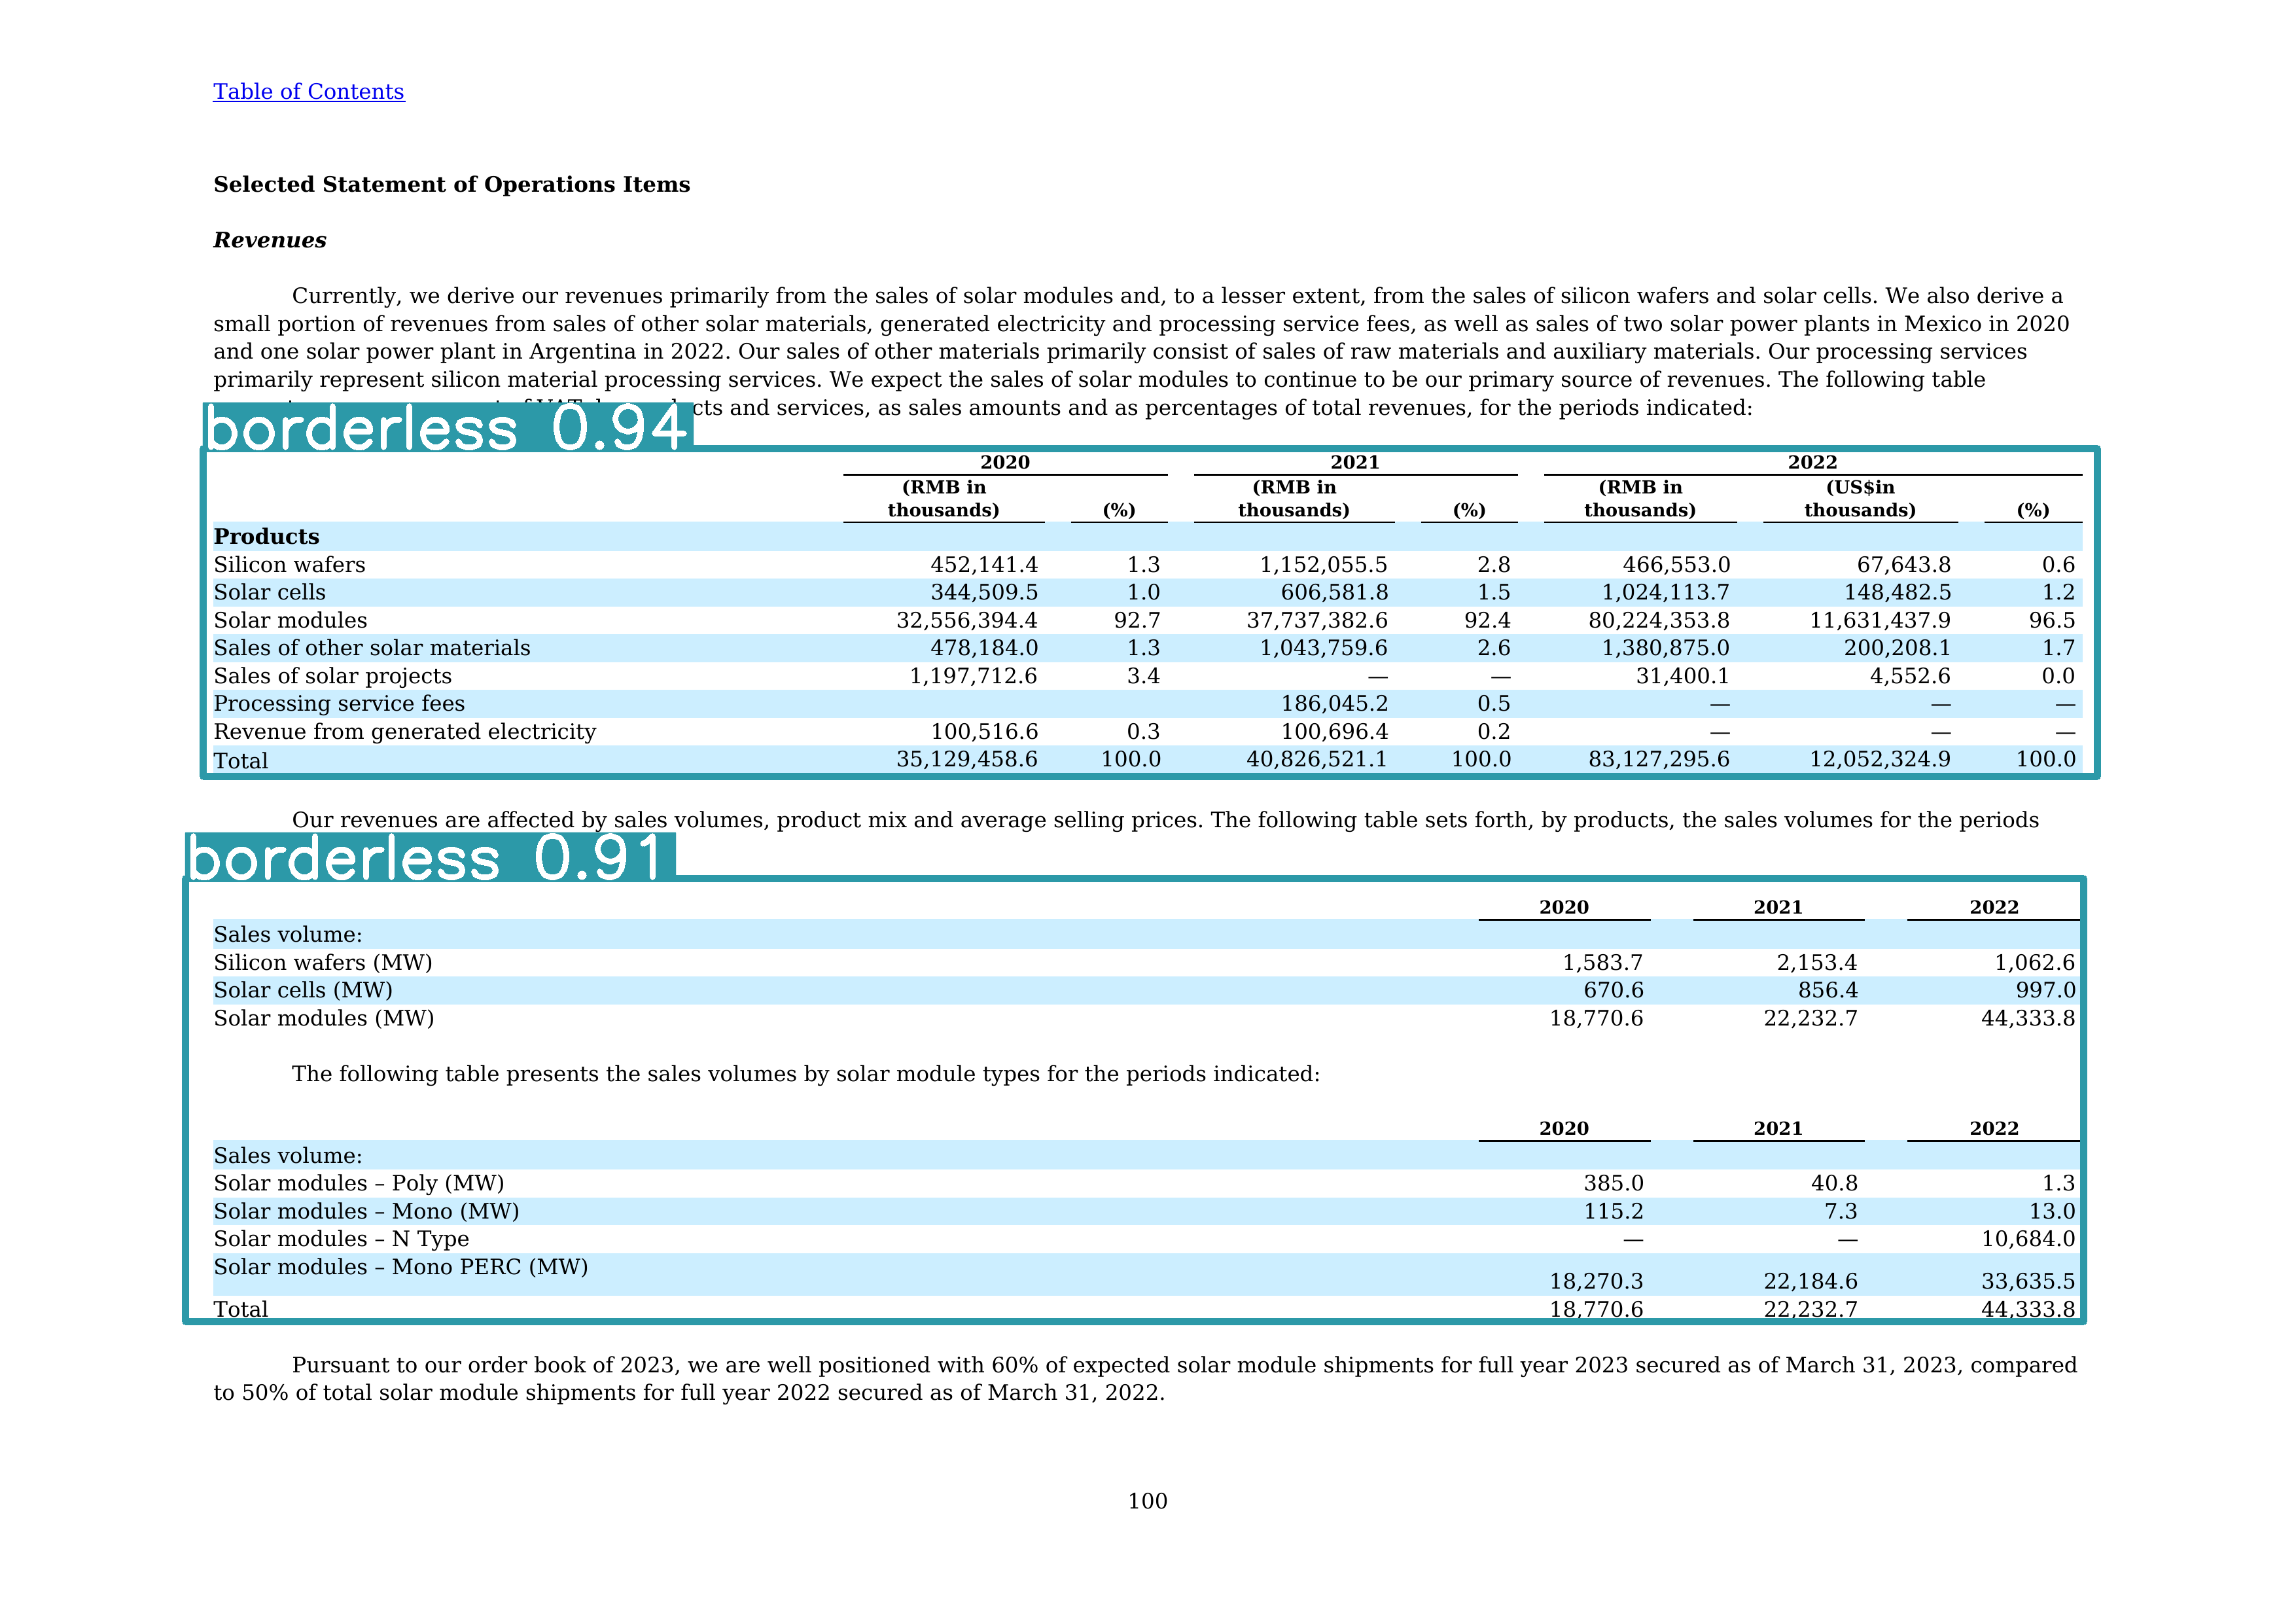 Table of Contents
Selected Statement of Operations Items
Revenues
Currently, we derive our revenues primarily from the sales of solar modules and, to a lesser extent, from the sales of silicon wafers and solar cells. We also derive a
small portion of revenues from sales of other solar materials, generated electricity and processing service fees, as well as sales of two solar power plants in Mexico in 2020
and one solar power plant in Argentina in 2022. Our sales of other materials primarily consist of sales of raw materials and auxiliary materials. Our processing services
primarily represent silicon material processing services. We expect the sales of solar modules to continue to be our primary source of revenues. The following table
and services, as sales amounts and as percentages of total revenues, for the periods indicated:
borderless 0.94
2020 2021 2022
(RMB in (RMB in (RMB in (US$in
thousands) (%) thousands) (%) thousands) thousands) (%)
Products
Silicon wafers 452,141.4 1.3 1,152,055.5 2.8 466,553.0 67,643.8 0.6
Solar cells 344,509.5 1.0 606,581.8 1.5 1,024,113.7 148,482.5 1.2
Solar modules 32,556,394.4 92.7 37,737,382.6 92.4 80,224,353.8 11,631,437.9 96.5
Sales of other solar materials 478,184.0 1.3 1,043,759.6 2.6 1,380,875.0 200,208.1 1.7
Sales of solar projects 1,197,712.6 3.4 — — 31,400.1 4,552.6 0.0
Processing service fees 186,045.2 0.5 — — —
Revenue from generated electricity 100,516.6 0.3 100,696.4 0.2 — — —
Total 35,129,458.6 100.0 40,826,521.1 100.0 83,127,295.6 12,052,324.9 100.0
Our revenues are affected by sales volumes, product mix and average selling prices. The following table sets forth, by products, the sales volumes for the periods
borderless 0.91
2020 2021 2022
Sales volume:
Silicon wafers (MW) 1,583.7 2,153.4 1,062.6
Solar cells (MW) 670.6 856.4 997.0
Solar modules (MW) 18,770.6 22,232.7 44,333.8
The following table presents the sales volumes by solar module types for the periods indicated:
2020 2021 2022
Sales volume:
Solar modules – Poly (MW) 385.0 40.8 1.3
Solar modules – Mono (MW) 115.2 7.3 13.0
Solar modules – N Type — — 10,684.0
Solar modules – Mono PERC (MW) 18,270.3 22,184.6 33,635.5
Total 18,770.6 22,232.7 44,333.8
Pursuant to our order book of 2023, we are well positioned with 60% of expected solar module shipments for full year 2023 secured as of March 31, 2023, compared
to 50% of total solar module shipments for full year 2022 secured as of March 31, 2022.
100